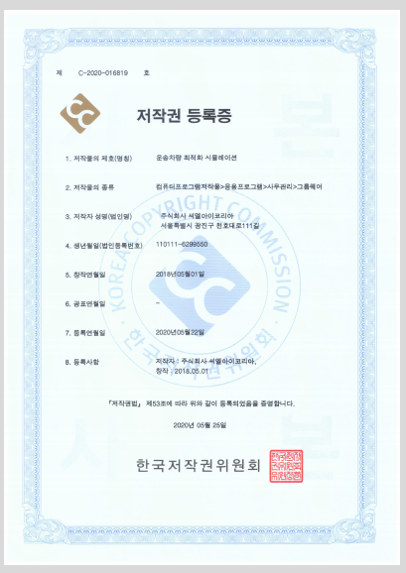 제 C-2020-016819 호
저작권 등록증
1. 저작물의 제호(명칭) 운송차량 최적화 시뮬레이션
2. 저작물의 종류 컴퓨터프로그램저작물>응용프로그램>사무관리>그룹웨어
3. 저작자 성명(법인명) 주식회사 씨엘아이코리아
서울특별시 광진구 천호대로111길
4. 생년월일(법인등록번호) 110111-6299550
5. 창작연월일 2018년05월01일
6. 공표연월일 -
7. 등록연월일 2020년05월22일
8. 등록사항 저작자 : 주식회사 씨엘아이코리아,
창작 : 2018.05.01
『저작권법』 제53조에 따라 위와 같이 등록되었음을 증명합니다.
2020년 05월 25일
한국저작권위원회
KOREA COPYRIGHT COMMISSION
한국저작권위원회
사 본
사 본